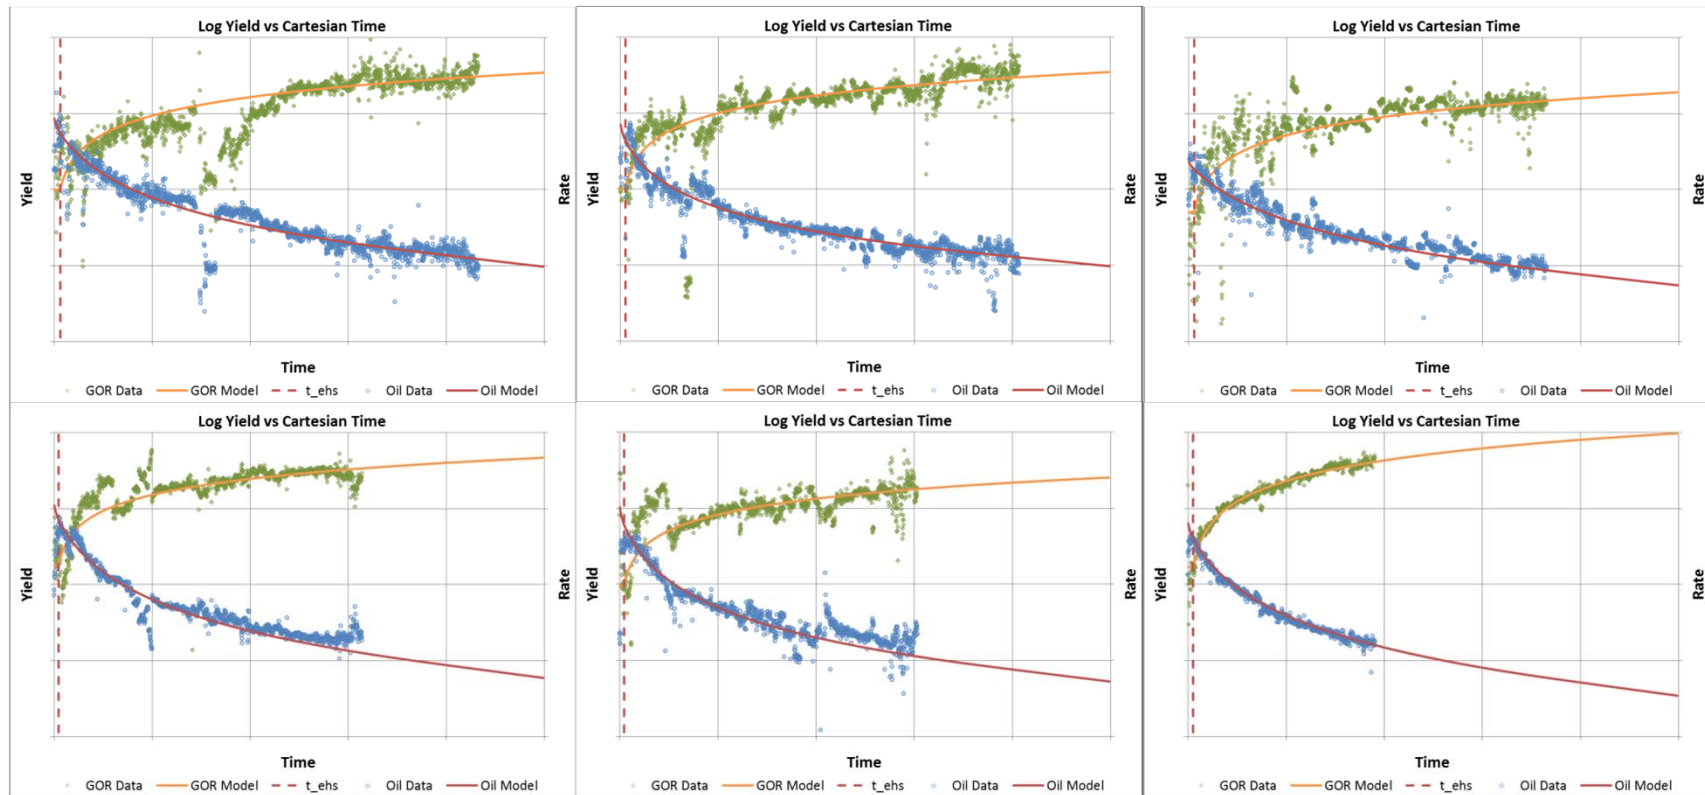 Log Yield vs Cartesian Time
Yield
Rate
Time
GOR Data GOR Model t_ehs Oil Data Oil Model
Log Yield vs Cartesian Time
Yield
Rate
Time
GOR Data GOR Model t_ehs Oil Data Oil Model
Log Yield vs Cartesian Time
Yield
Time
GOR Data GOR Model t_ehs Oil Data Oil Model
Log Yield vs Cartesian Time
Yield
Rate
Time
GOR Data GOR Model t_ehs Oil Data Oil Model
Log Yield vs Cartesian Time
Yield
Rate
Time
GOR Data GOR Model t_ehs Oil Data Oil Model
Log Yield vs Cartesian Time
Yield
Time
GOR Data GOR Model t_ehs Oil Data Oil Model